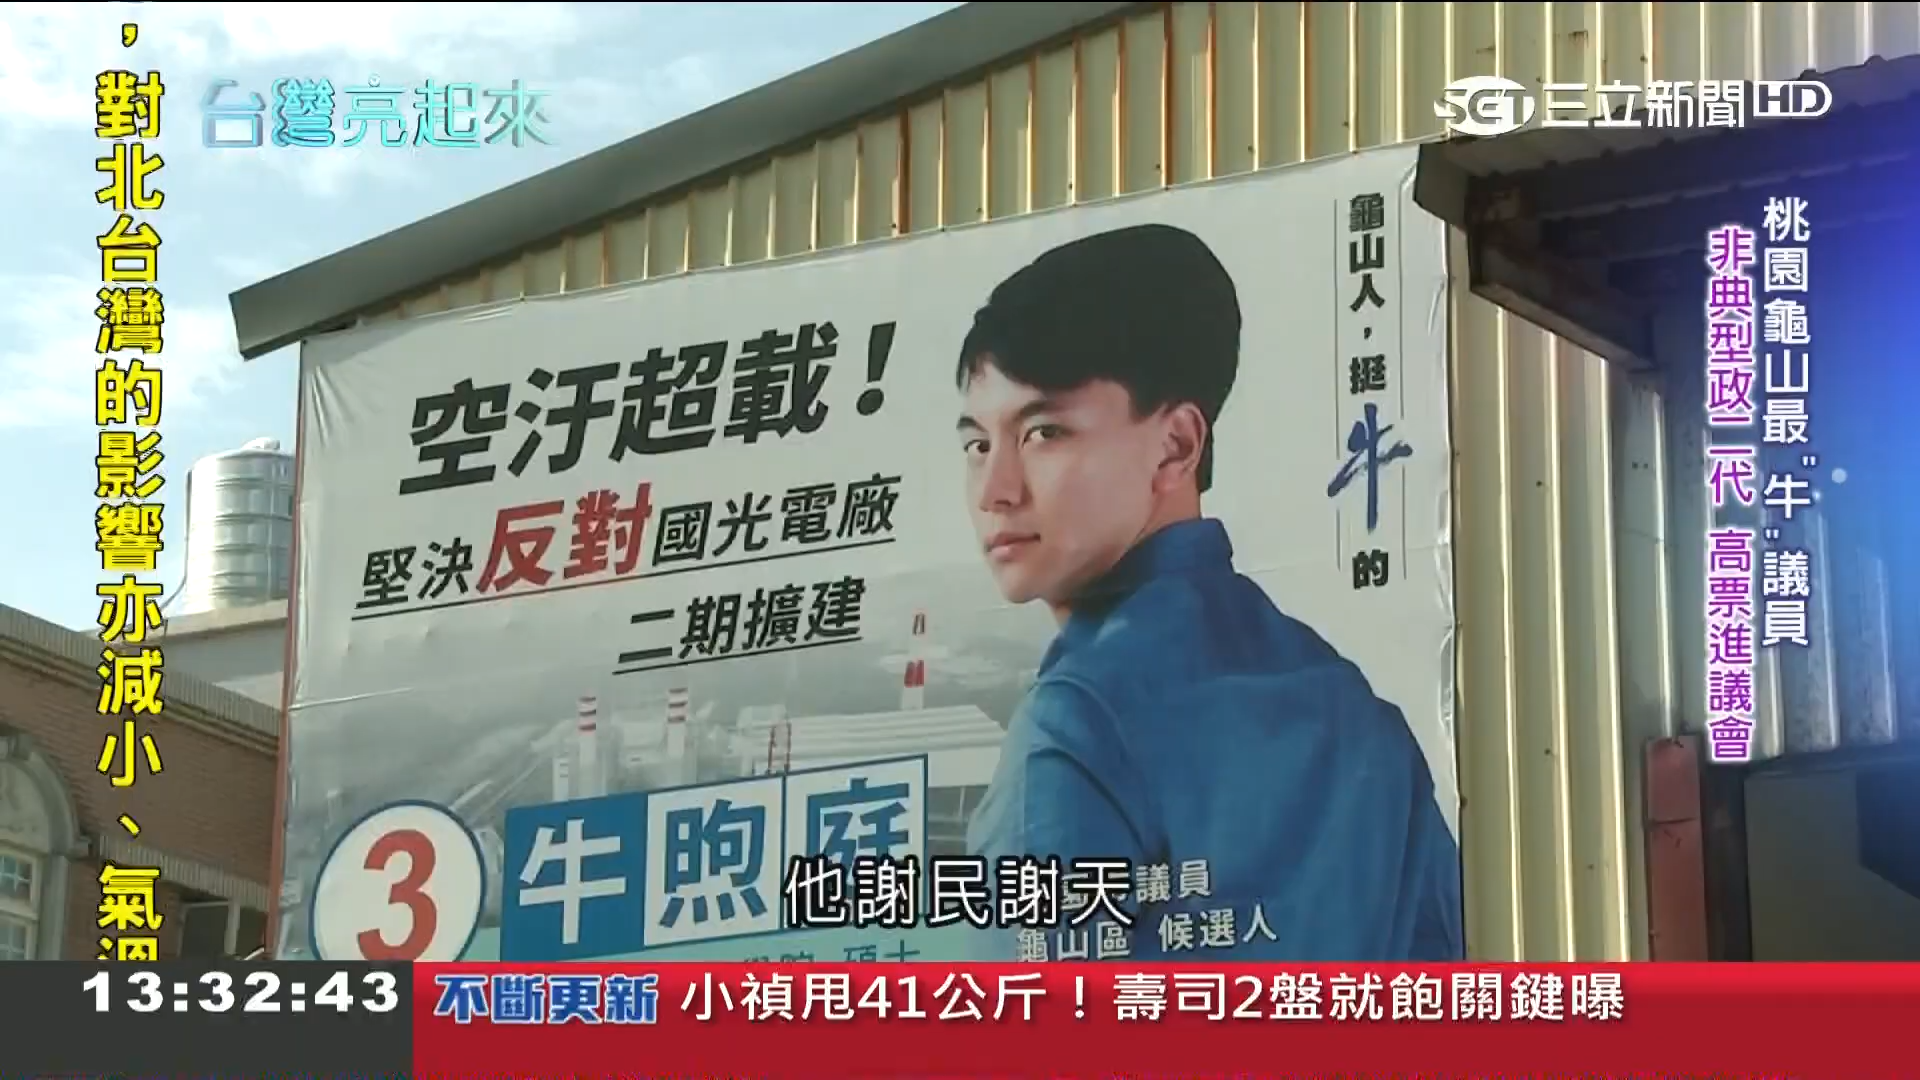 ，對北台灣的影響亦減小、氣溫
台灣亮起來
SET三立新聞HD
桃園龜山最"牛"議員
非典型政二代 高票進議會
龜山人，挺牛的
空汙超載！
堅決反對國光電廠
二期擴建
3 牛煦庭
議員
龜山區 候選人
碩士
他謝民謝天
13:32:43
不斷更新 小禎甩41公斤！壽司2盤就飽關鍵曝